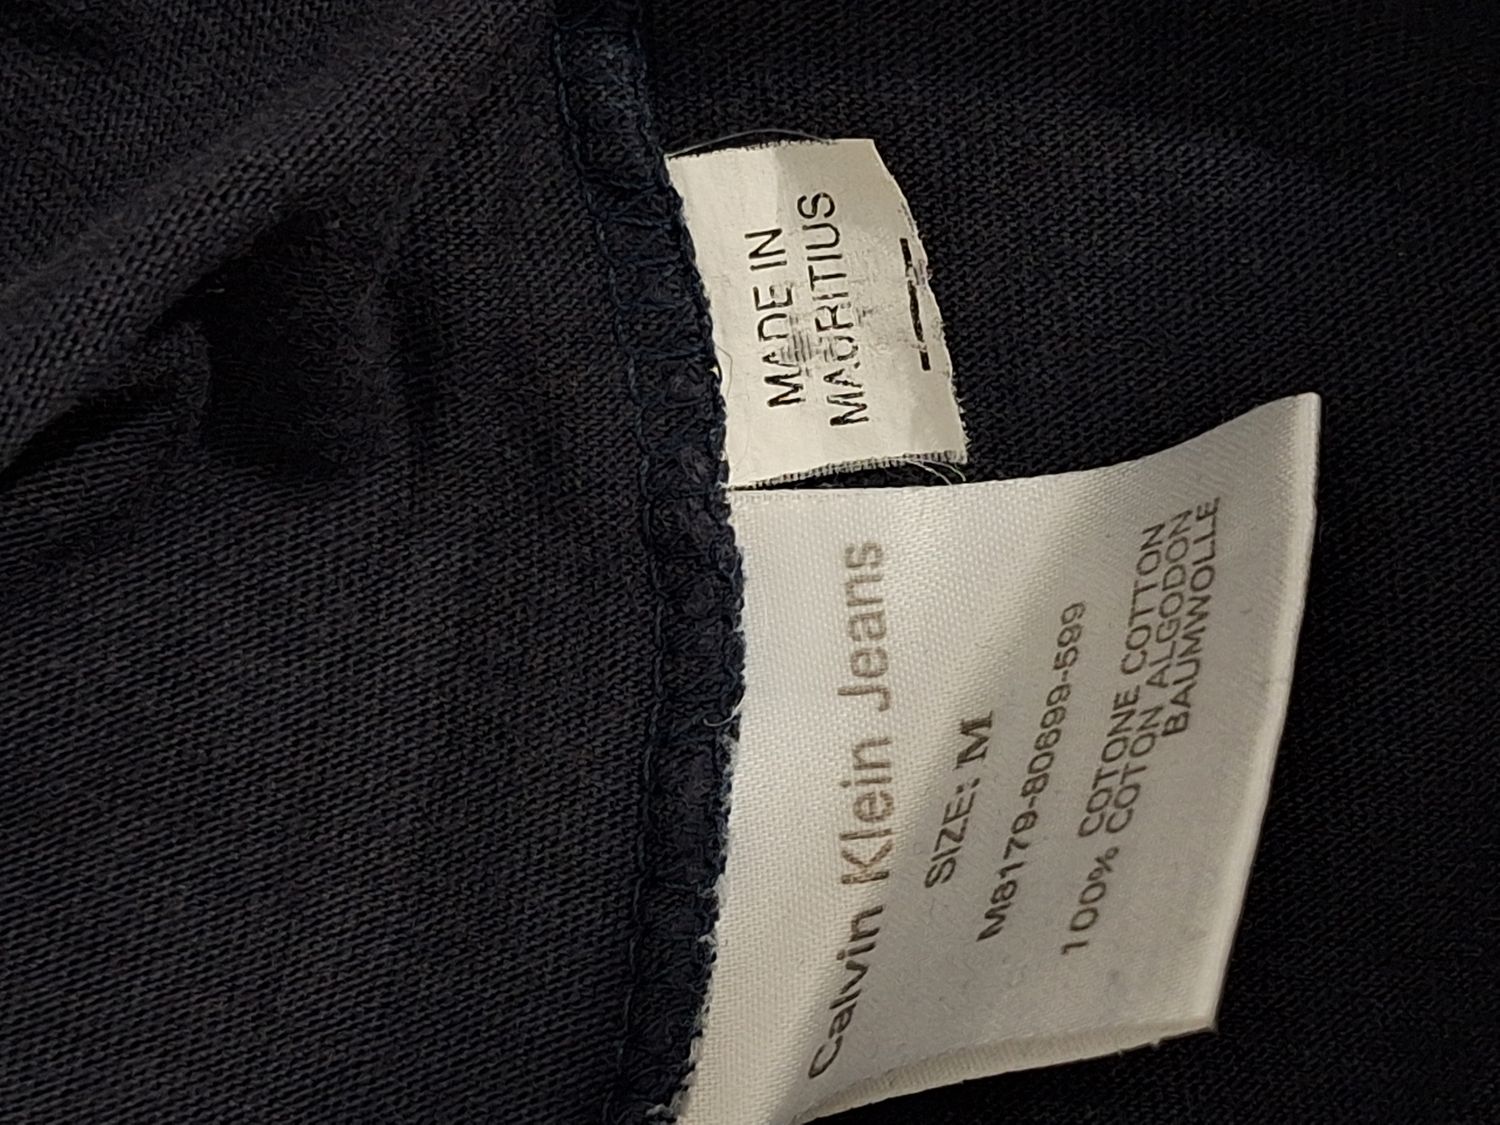 MADE IN
MAURITIUS
Calvin Klein Jeans
SIZE: M
M8179-80699-599
COTONE COTTON
100% COTON ALGODON
BAUMWOLLE